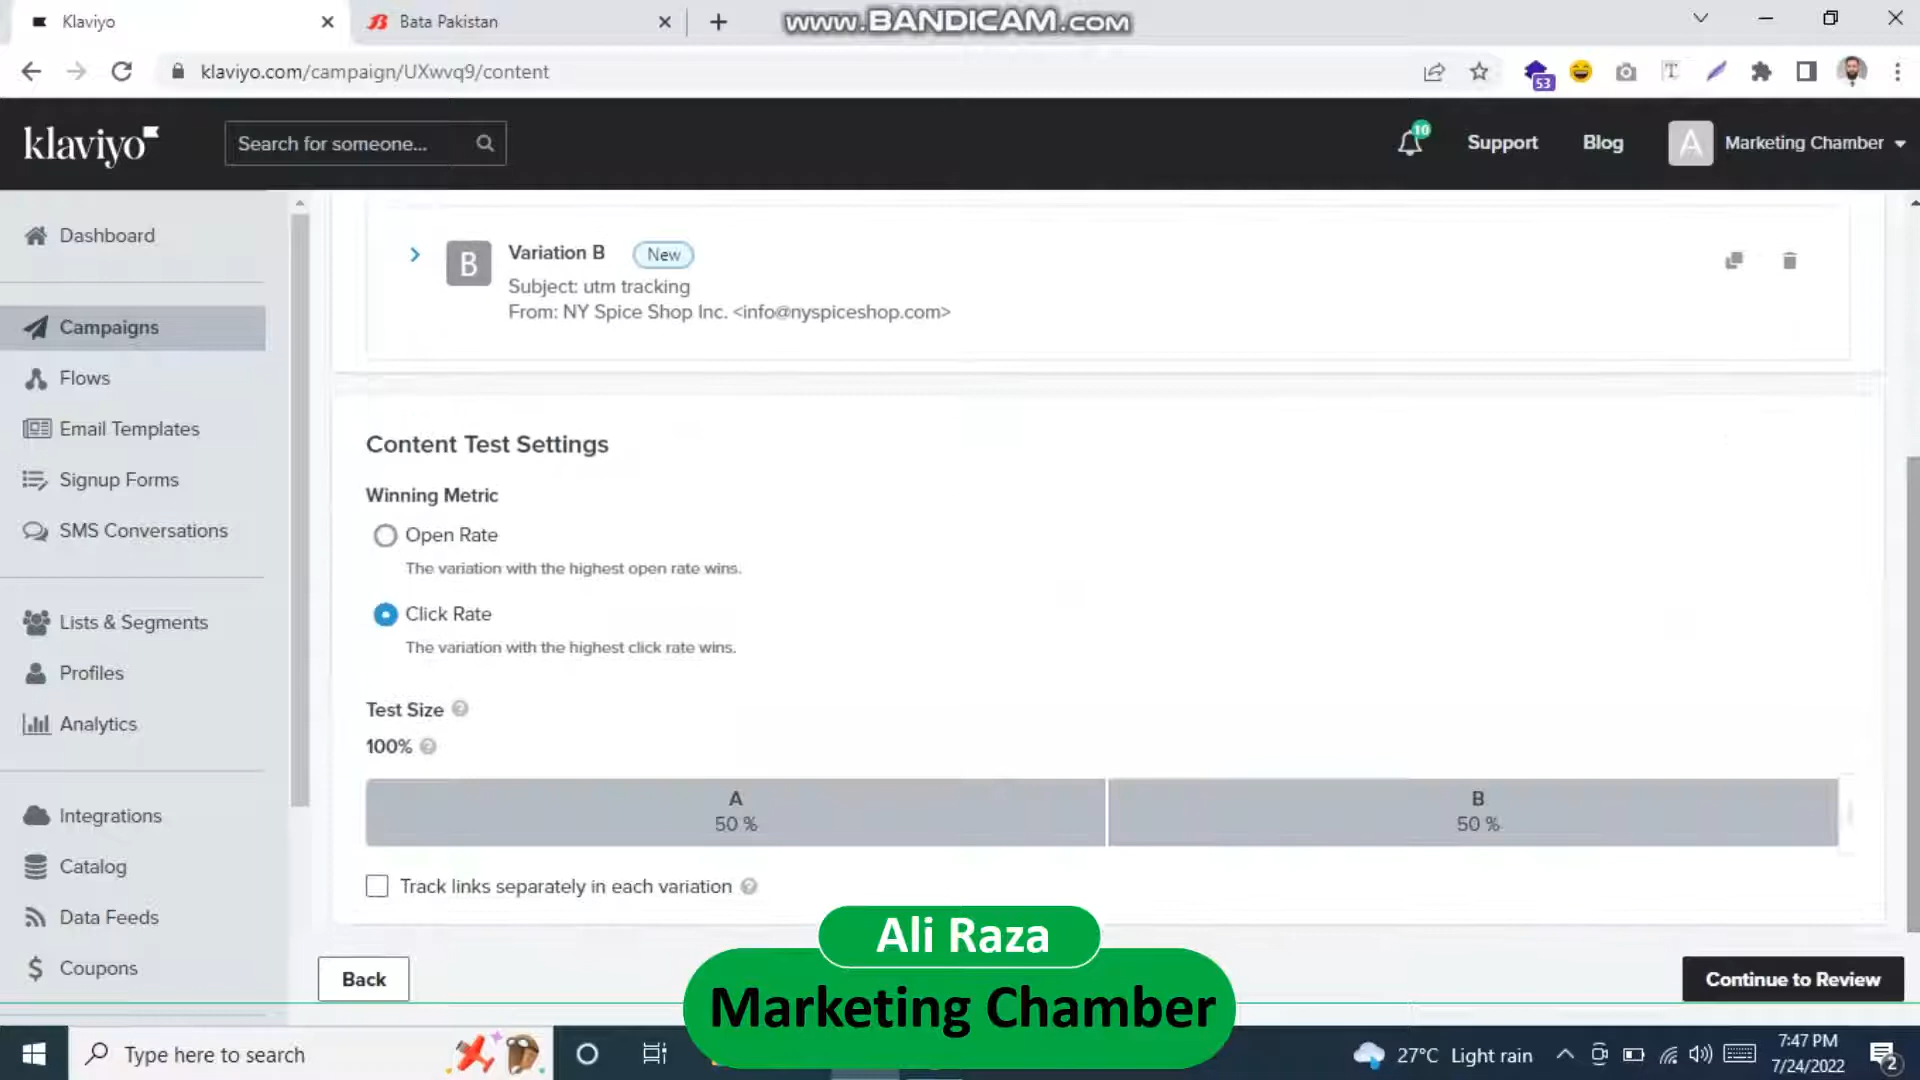 Klaviyo
Bata Pakistan
www.BANDICAM.com
klaviyo.com/campaign/UXwvq9/content
53
klaviyo
Search for someone...
10
Support
Blog
A
Marketing Chamber
Dashboard
Campaigns
Flows
Email Templates
Signup Forms
SMS Conversations
Lists & Segments
Profiles
Analytics
Integrations
Catalog
Data Feeds
Coupons
B
Variation B
New
Subject: utm tracking
From: NY Spice Shop Inc. <info@nyspiceshop.com>
Content Test Settings
Winning Metric
Open Rate
The variation with the highest open rate wins.
Click Rate
The variation with the highest click rate wins.
Test Size
100%
A
50 %
B
50 %
Track links separately in each variation
Back
Continue to Review
Ali Raza
Marketing Chamber
Type here to search
27°C Light rain
7:47 PM
7/24/2022
2